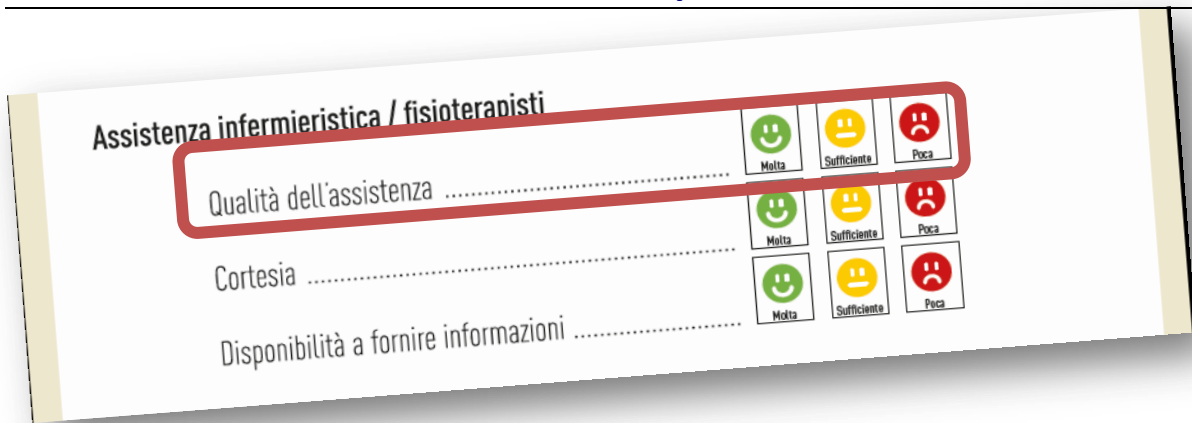 Assistenza infermieristica / fisioterapisti
Qualità dell'assistenza ........................................ Molta Sufficiente Poca
Cortesia ............................................................ Molta Sufficiente Poca
Disponibilità a fornire informazioni ........................ Molta Sufficiente Poca